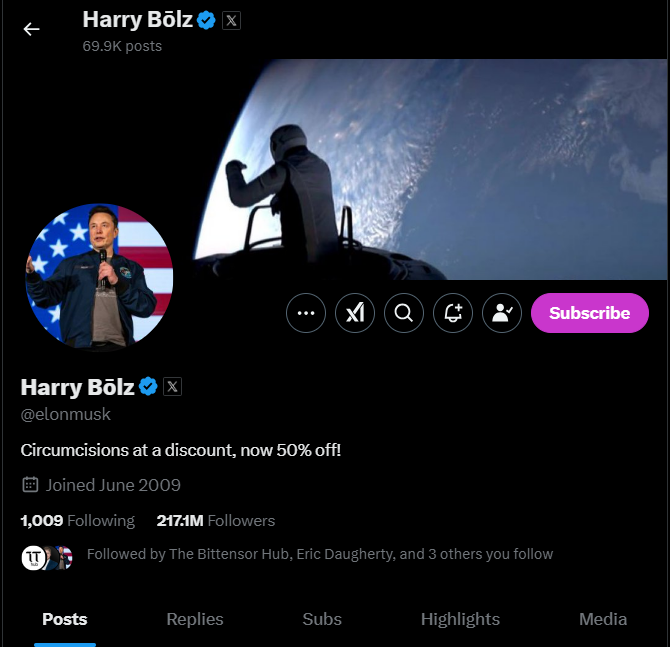 Harry Bōlz
69.9K posts
Subscribe
Harry Bōlz
@elonmusk
Circumcisions at a discount, now 50% off!
Joined June 2009
1,009 Following 217.1M Followers
Followed by The Bittensor Hub, Eric Daugherty, and 3 others you follow
Posts Replies Subs Highlights Media